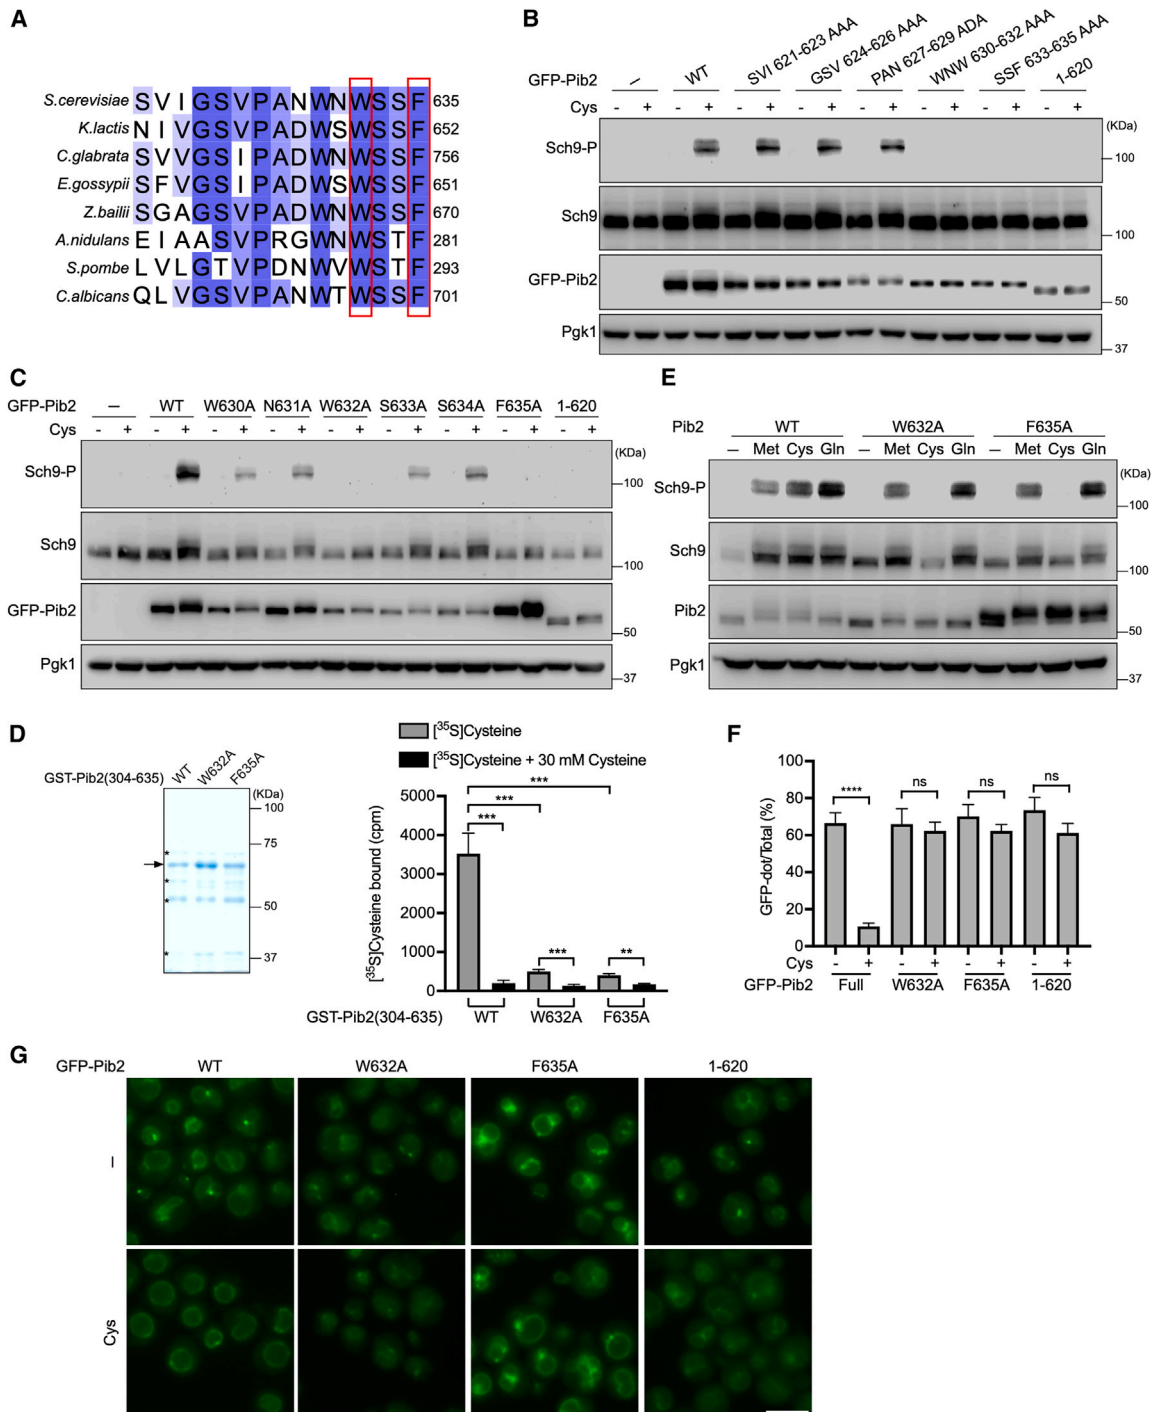 A
S.cerevisiae SVIGSVPANWNWSSF 635
K.lactis NIVGSVPADWSWSSF 652
C.glabrata SVVGSIPADWNWSSF 756
E.gossypii SFVGSIPADWSWSSF 651
Z.bailii SGAGSVPADWNWSSF 670
A.nidulans EIAASVPRGWNWSTF 281
S.pombe LVLGTVPDNWVWSTF 293
C.albicans QLVGSVPANWTWSSF 701
B
GFP-Pib2 – WT SVI 621-623 AAA GSV 624-626 AAA PAN 627-629 ADA WNW 630-632 AAA SSF 633-635 AAA 1-620
Cys - + - + - + - + - + - + - + - +
(KDa)
Sch9-P
100
Sch9
100
GFP-Pib2
50
Pgk1
37
C
GFP-Pib2 – WT W630A N631A W632A S633A S634A F635A 1-620
Cys - + - + - + - + - + - + - + - + - +
(KDa)
Sch9-P
100
Sch9
100
GFP-Pib2
50
Pgk1
37
E
Pib2 WT W632A F635A
– Met Cys Gln – Met Cys Gln – Met Cys Gln
(KDa)
Sch9-P
100
Sch9
100
Pib2
50
Pgk1
37
D
GST-Pib2(304-635) WT W632A F635A
(KDa)
100
75
50
37
*
*
*
*
[35S]Cysteine
[35S]Cysteine + 30 mM Cysteine
[35S]Cysteine bound (cpm)
5000
4000
3000
2000
1000
0
***
***
***
***
**
GST-Pib2(304-635) WT W632A F635A
F
GFP-dot/Total (%)
100
80
60
40
20
0
**** ns ns ns
Cys - + - + - + - +
GFP-Pib2 Full W632A F635A 1-620
G
GFP-Pib2 WT W632A F635A 1-620
–
Cys